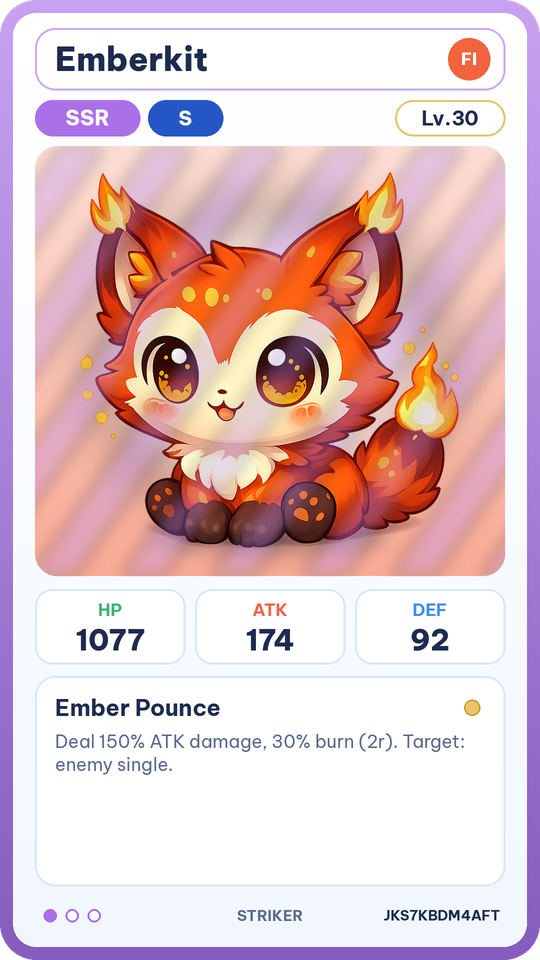 Emberkit
FI
SSR
S
Lv.30
HP
ATK
DEF
1077
174
92
Ember Pounce
Deal 150% ATK damage, 30% burn (2r). Target:
enemy single.
STRIKER
JKS7KBDM4AFT